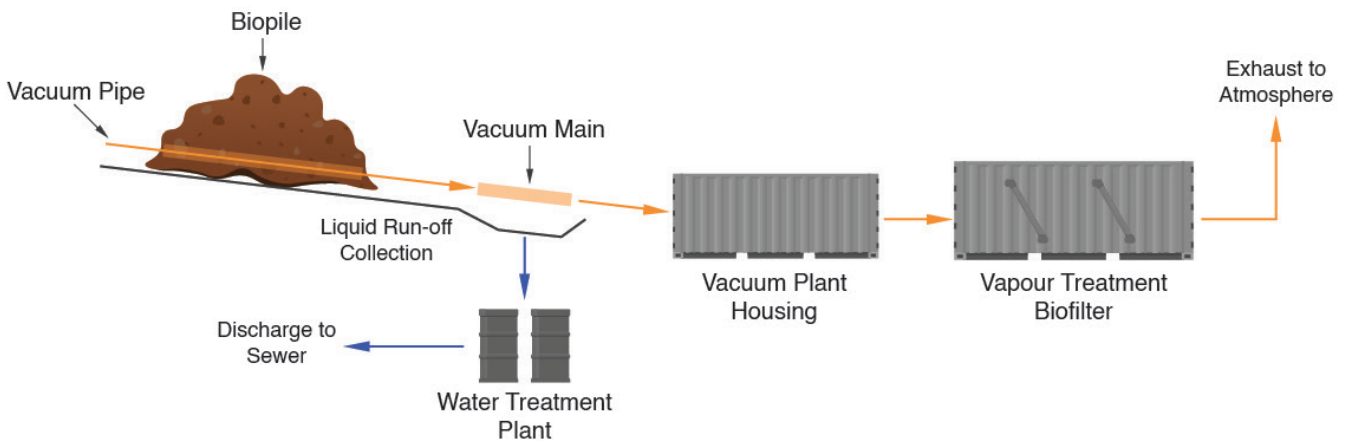 Biopile
Vacuum Pipe
Vacuum Main
Exhaust to
Atmosphere
Liquid Run-off
Collection
Vacuum Plant
Housing
Vapour Treatment
Biofilter
Discharge to
Sewer
Water Treatment
Plant